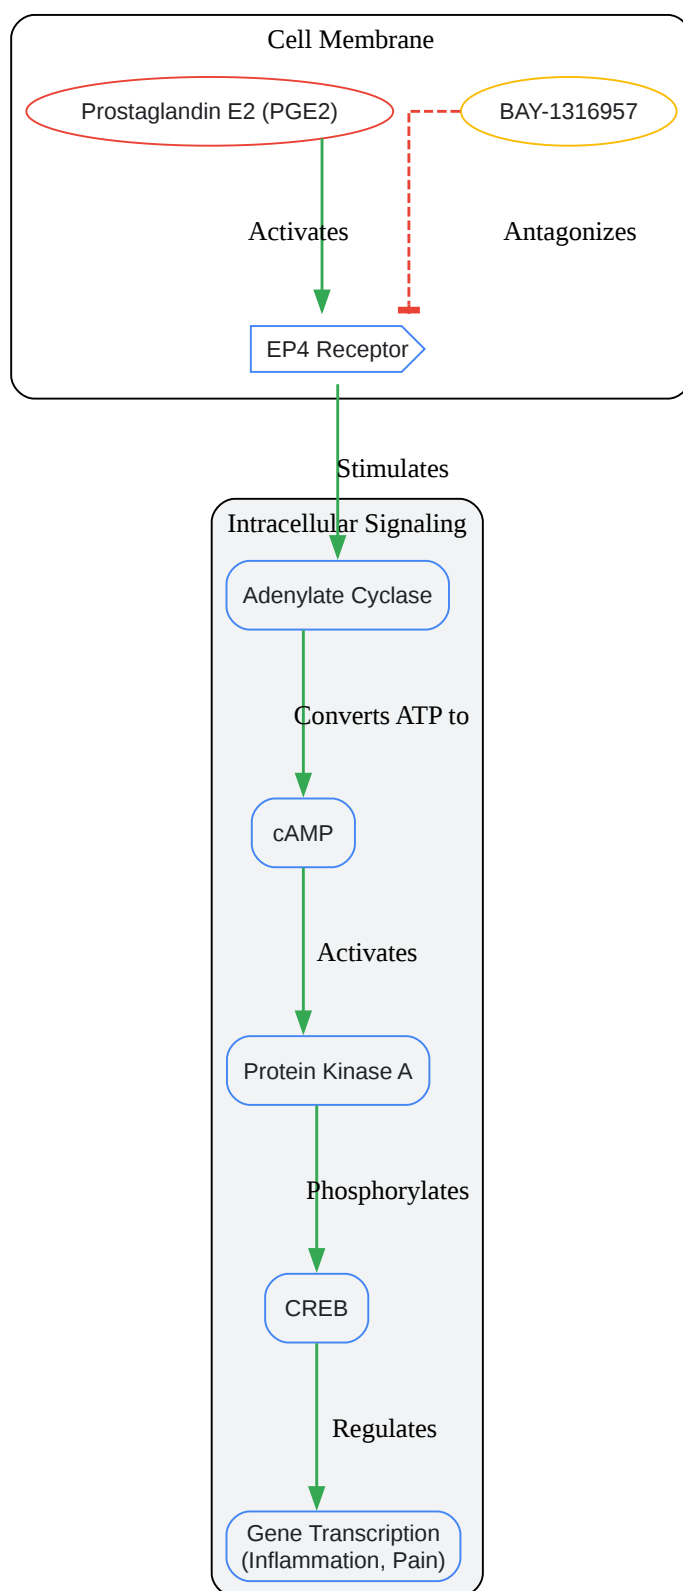 Cell Membrane
Prostaglandin E2 (PGE2)
BAY-1316957
Activates
Antagonizes
EP4 Receptor
Stimulates
Intracellular Signaling
Adenylate Cyclase
Converts ATP to
cAMP
Activates
Protein Kinase A
Phosphorylates
CREB
Regulates
Gene Transcription
(Inflammation, Pain)